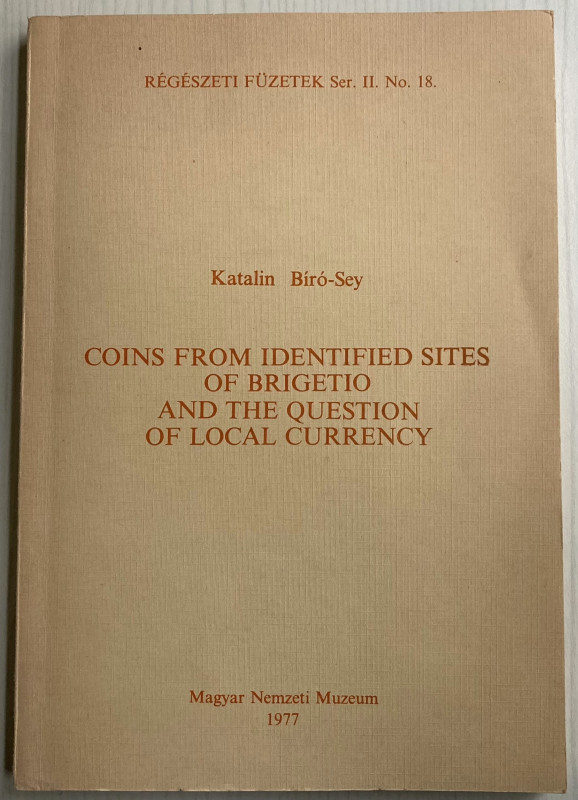 RÉGÉSZETI FÜZETEK Ser. II. No. 18.
Katalin Bíró-Sey
COINS FROM IDENTIFIED SITES
OF BRIGETIO
AND THE QUESTION
OF LOCAL CURRENCY
Magyar Nemzeti Muzeum
1977